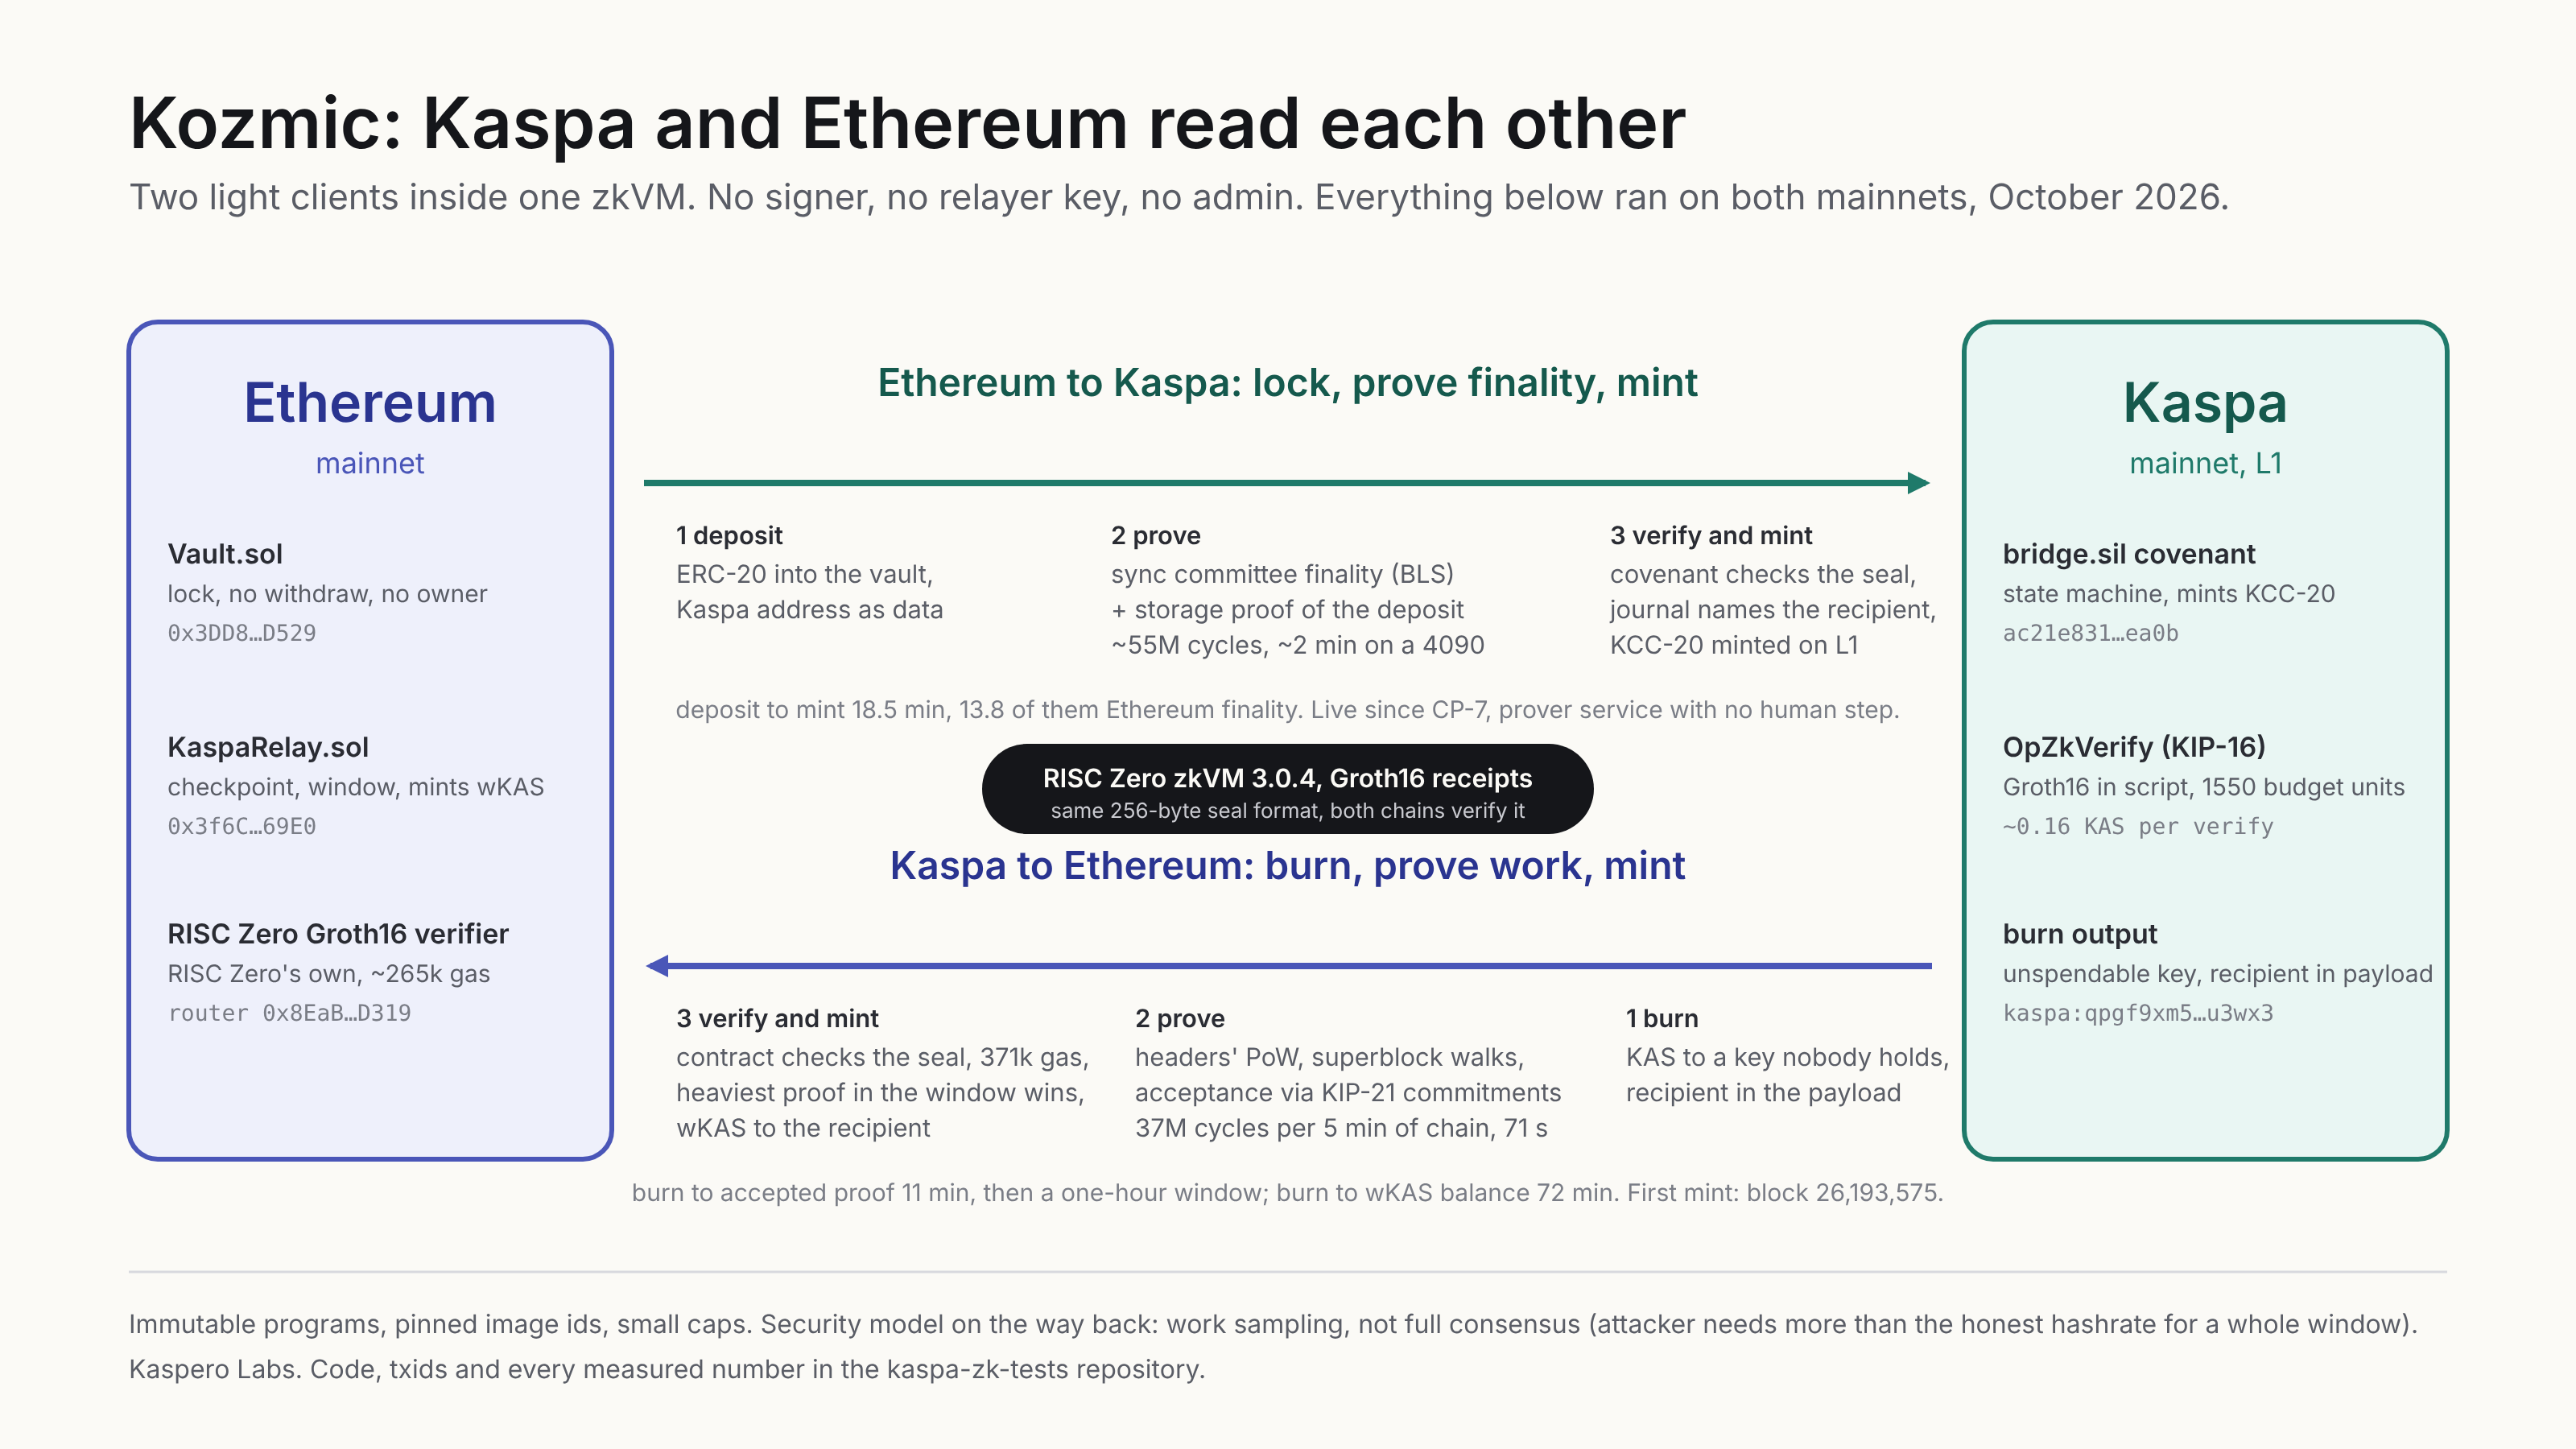 Kozmic: Kaspa and Ethereum read each other
Two light clients inside one zkVM. No signer, no relayer key, no admin. Everything below ran on both mainnets, October 2026.
Ethereum
mainnet
Vault.sol
lock, no withdraw, no owner
0x3DD8…D529
KaspaRelay.sol
checkpoint, window, mints wKAS
0x3f6C…69E0
RISC Zero Groth16 verifier
RISC Zero's own, ~265k gas
router 0x8EaB…D319
Ethereum to Kaspa: lock, prove finality, mint
1 deposit
ERC-20 into the vault,
Kaspa address as data
2 prove
sync committee finality (BLS)
+ storage proof of the deposit
~55M cycles, ~2 min on a 4090
3 verify and mint
covenant checks the seal,
journal names the recipient,
KCC-20 minted on L1
deposit to mint 18.5 min, 13.8 of them Ethereum finality. Live since CP-7, prover service with no human step.
RISC Zero zkVM 3.0.4, Groth16 receipts
same 256-byte seal format, both chains verify it
Kaspa to Ethereum: burn, prove work, mint
3 verify and mint
contract checks the seal, 371k gas,
heaviest proof in the window wins,
wKAS to the recipient
2 prove
headers' PoW, superblock walks,
acceptance via KIP-21 commitments
37M cycles per 5 min of chain, 71 s
1 burn
KAS to a key nobody holds,
recipient in the payload
burn to accepted proof 11 min, then a one-hour window; burn to wKAS balance 72 min. First mint: block 26,193,575.
Kaspa
mainnet, L1
bridge.sil covenant
state machine, mints KCC-20
ac21e831…ea0b
OpZkVerify (KIP-16)
Groth16 in script, 1550 budget units
~0.16 KAS per verify
burn output
unspendable key, recipient in payload
kaspa:qpgf9xm5…u3wx3
Immutable programs, pinned image ids, small caps. Security model on the way back: work sampling, not full consensus (attacker needs more than the honest hashrate for a whole window).
Kaspero Labs. Code, txids and every measured number in the kaspa-zk-tests repository.